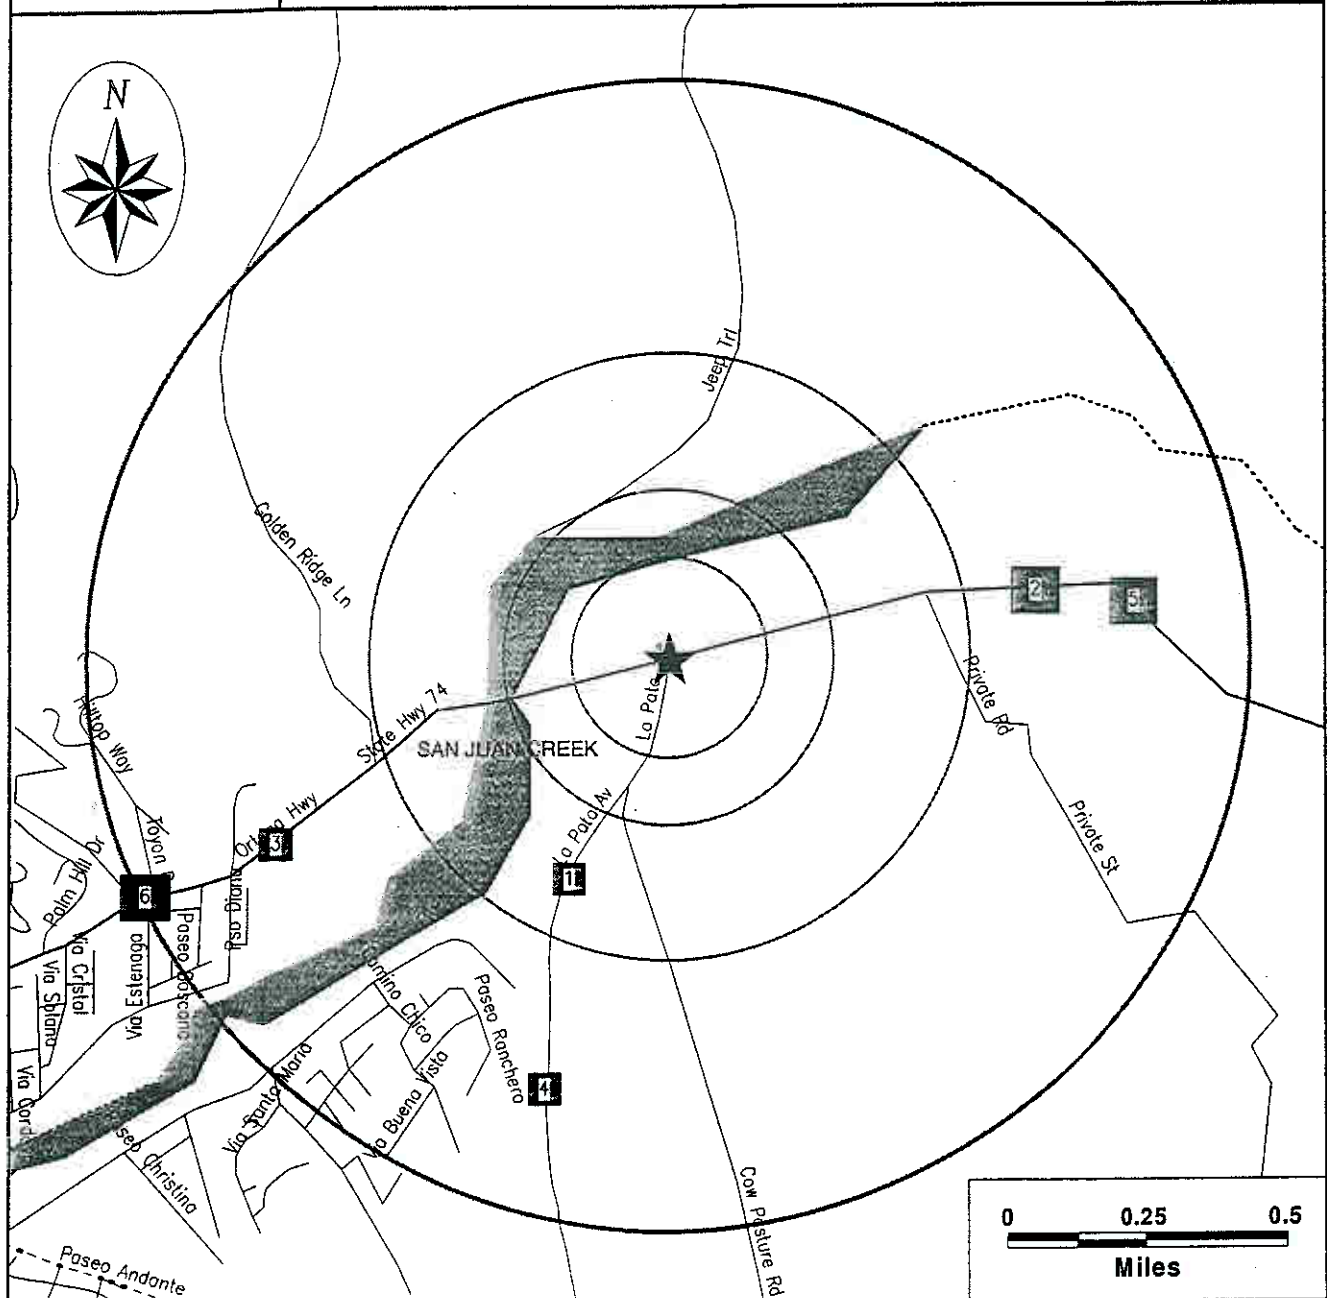 N
Jeep Trl
Golden Ridge Ln
2
5
La Pata
Private Rd
State Hwy 74
SAN JUAN CREEK
Hilltop Way
Toyon
Ortega Hwy
3
La Pata Av
1
Private St
Palm Hill Dr
6
Pso Diana
Paseo
Via Cristal
Via Solana
Via Estenaga
Camino Chico
Paseo Ranchero
Via Santa Maria
Via Buena Vista
4
Christina
Cow Pasture Rd
Paseo Andante
0 0.25 0.5
Miles